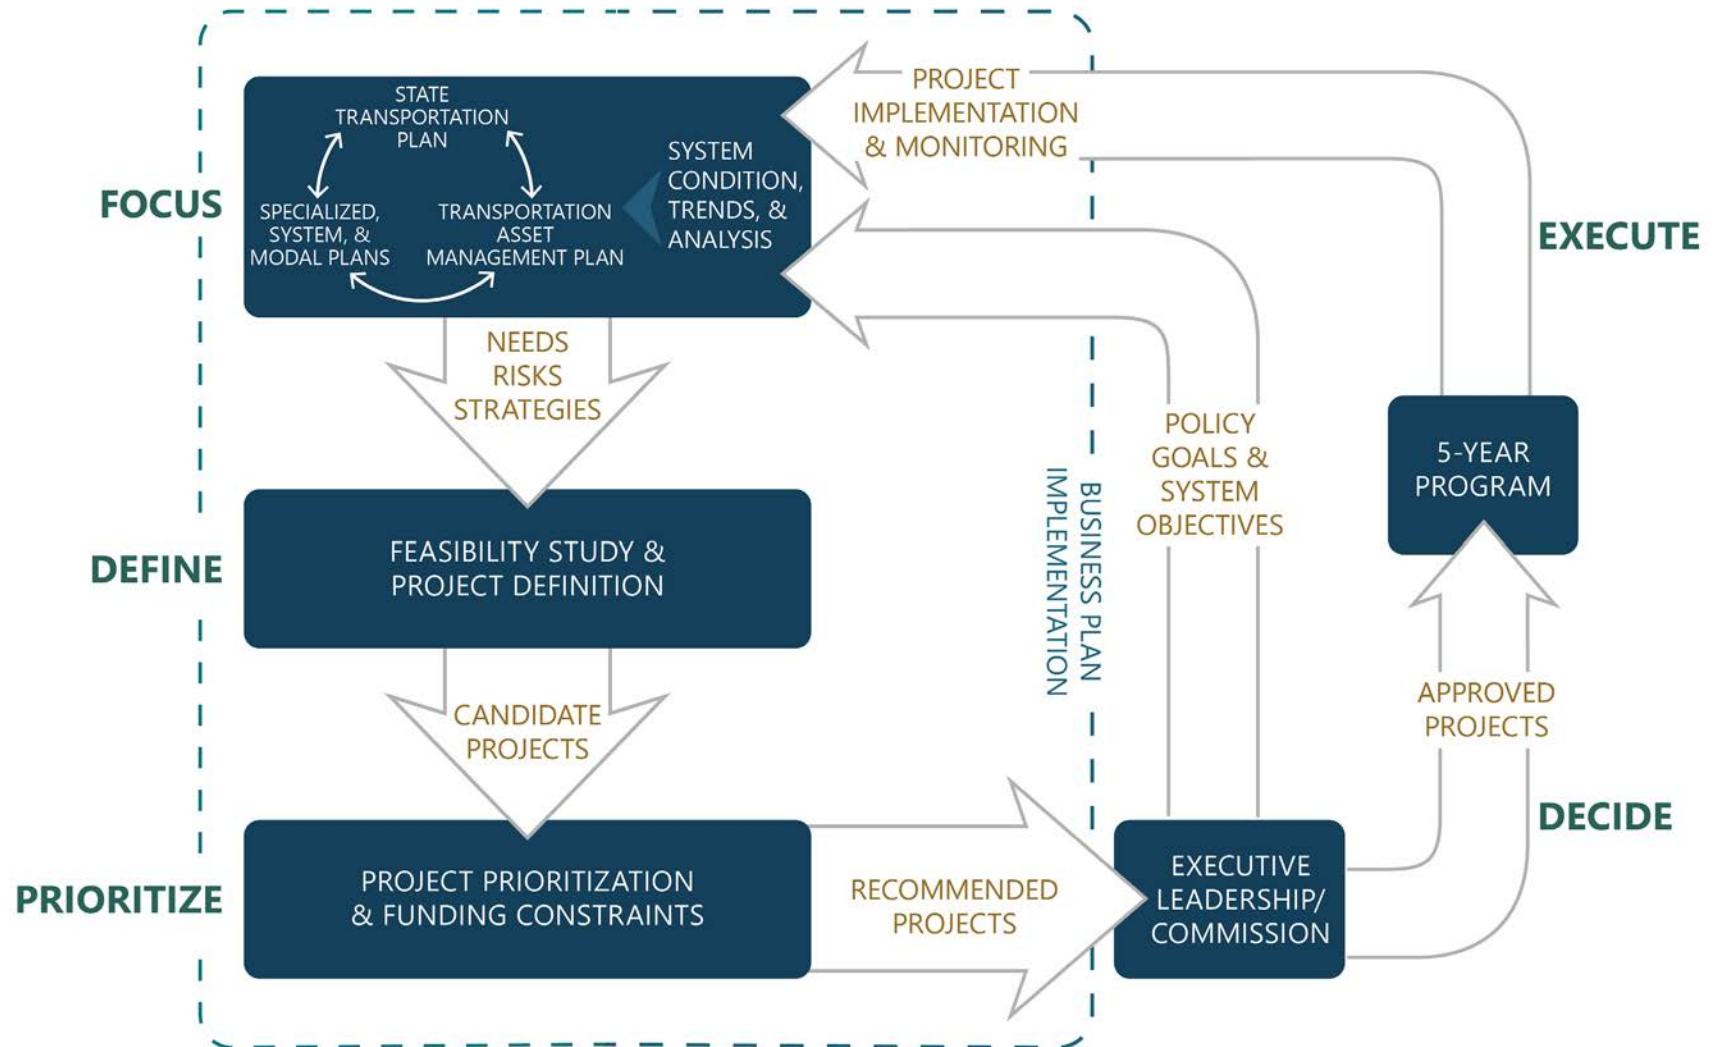 FOCUS
STATE
TRANSPORTATION
PLAN
SPECIALIZED,
SYSTEM, &
MODAL PLANS
TRANSPORTATION
ASSET
MANAGEMENT PLAN
SYSTEM
CONDITION,
TRENDS, &
ANALYSIS
PROJECT
IMPLEMENTATION
& MONITORING
EXECUTE
NEEDS
RISKS
STRATEGIES
POLICY
GOALS &
SYSTEM
OBJECTIVES
5-YEAR
PROGRAM
BUSINESS PLAN
IMPLEMENTATION
DEFINE
FEASIBILITY STUDY &
PROJECT DEFINITION
CANDIDATE
PROJECTS
APPROVED
PROJECTS
DECIDE
PRIORITIZE
PROJECT PRIORITIZATION
& FUNDING CONSTRAINTS
RECOMMENDED
PROJECTS
EXECUTIVE
LEADERSHIP/
COMMISSION